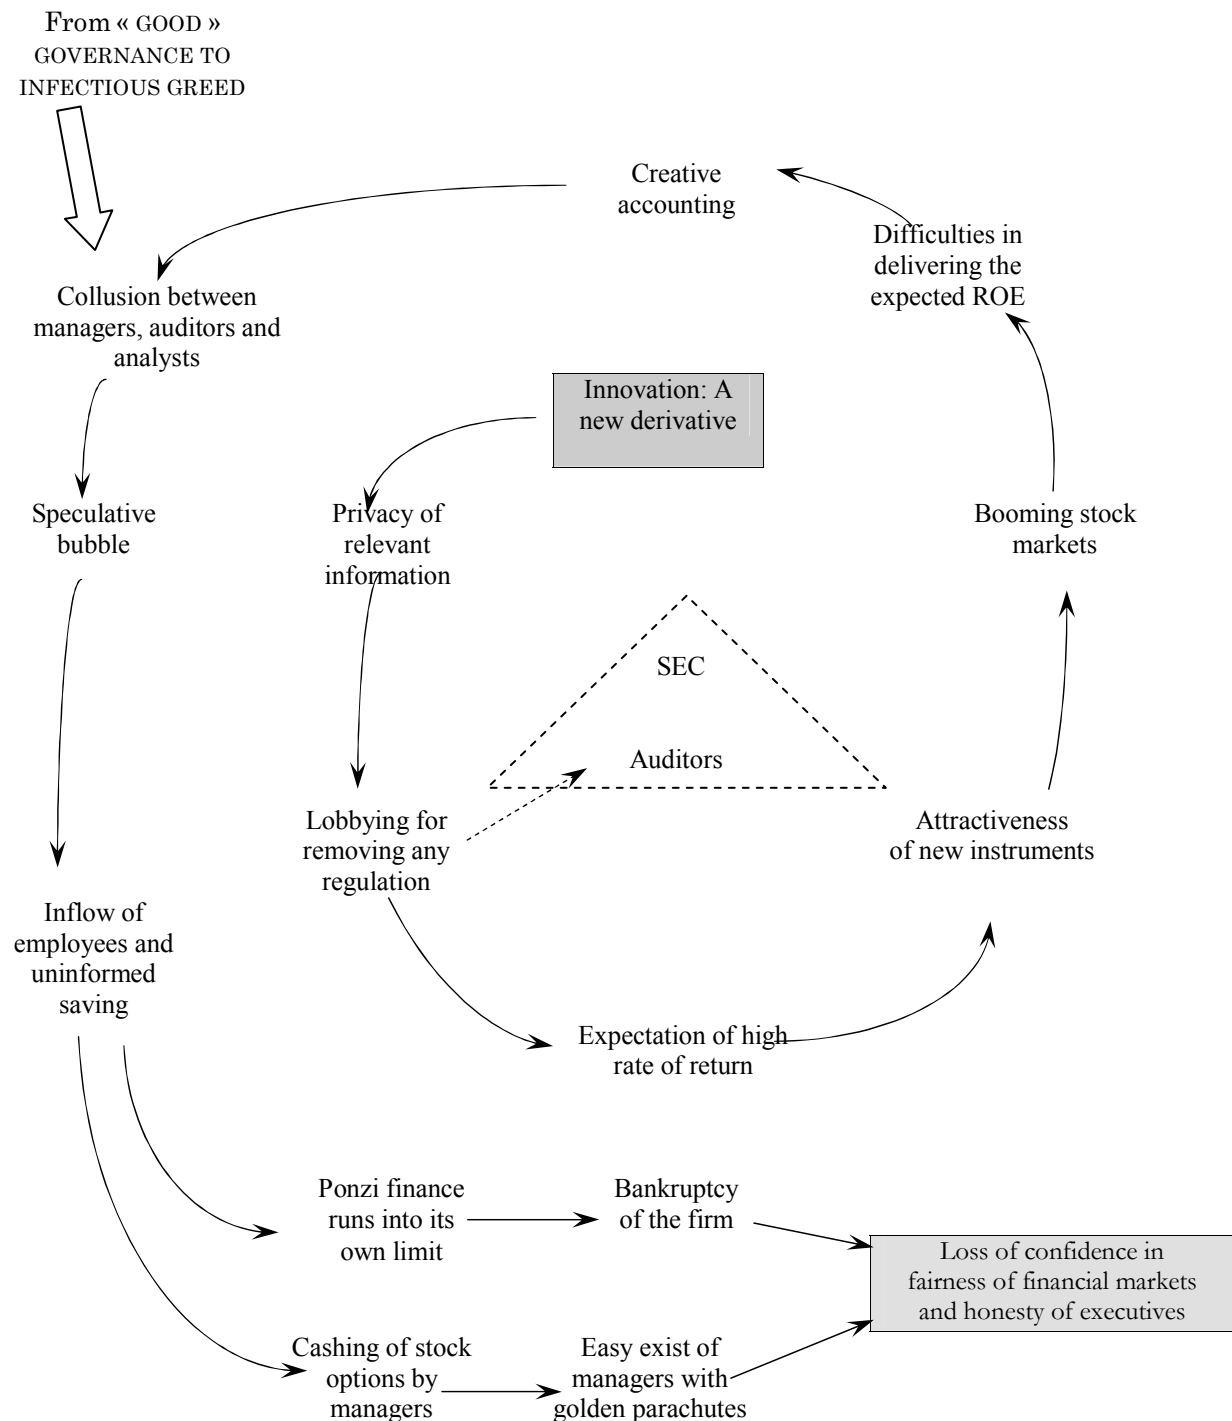 From « GOOD »
GOVERNANCE TO
INFECTIOUS GREED
Creative
accounting
Difficulties in
delivering the
expected ROE
Collusion between
managers, auditors and
analysts
Innovation: A
new derivative
Speculative
bubble
Privacy of
relevant
information
Booming stock
markets
SEC
Auditors
Lobbying for
removing any
regulation
Attractiveness
of new instruments
Inflow of
employees and
uninformed
saving
Expectation of high
rate of return
Ponzi finance
runs into its
own limit
Bankruptcy
of the firm
Loss of confidence in
fairness of financial markets
and honesty of executives
Cashing of stock
options by
managers
Easy exist of
managers with
golden parachutes